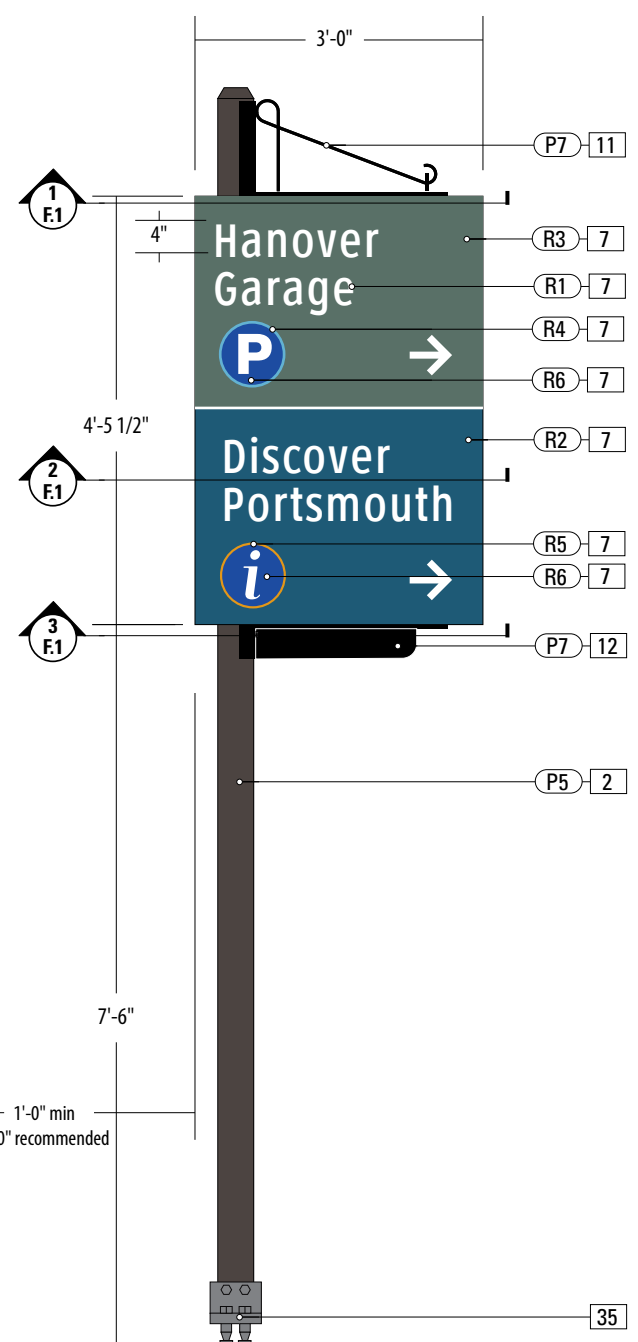 3'-0"
P7 11
1
F.1
4"
Hanover
Garage
R3 7
R1 7
P
R4 7
R6 7
4'-5 1/2"
Discover
Portsmouth
R2 7
2
F.1
i
R5 7
R6 7
3
F.1
P7 12
P5 2
7'-6"
1'-0" min
0" recommended
35